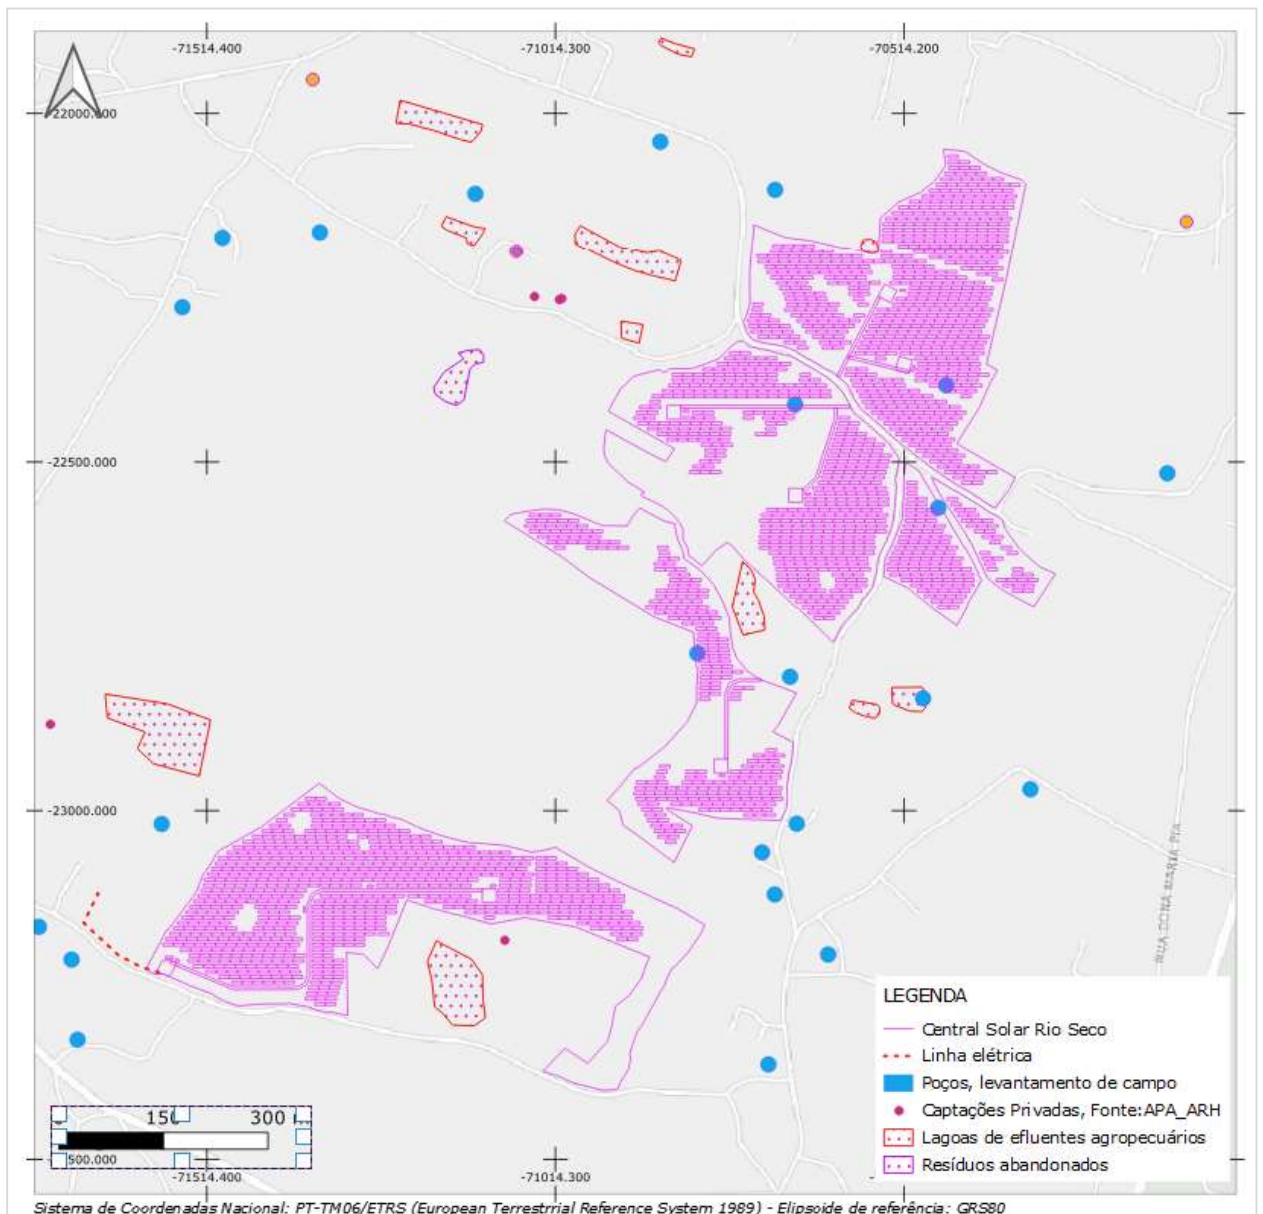 -71514.400 -71014.300 -70514.200
-22000.000
-22500.000
-23000.000
RUA DONA MARIA PIA
LEGENDA
Central Solar Rio Seco
Linha elétrica
Poços, levantamento de campo
Captações Privadas, Fonte:APA_ARH
Lagoas de efluentes agropecuários
Resíduos abandonados
150 300
500.000
-71514.400 -71014.300
Sistema de Coordenadas Nacional: PT-TM06/ETRS (European Terrestrrial Reference System 1989) - Elipsoide de referência: GRS80